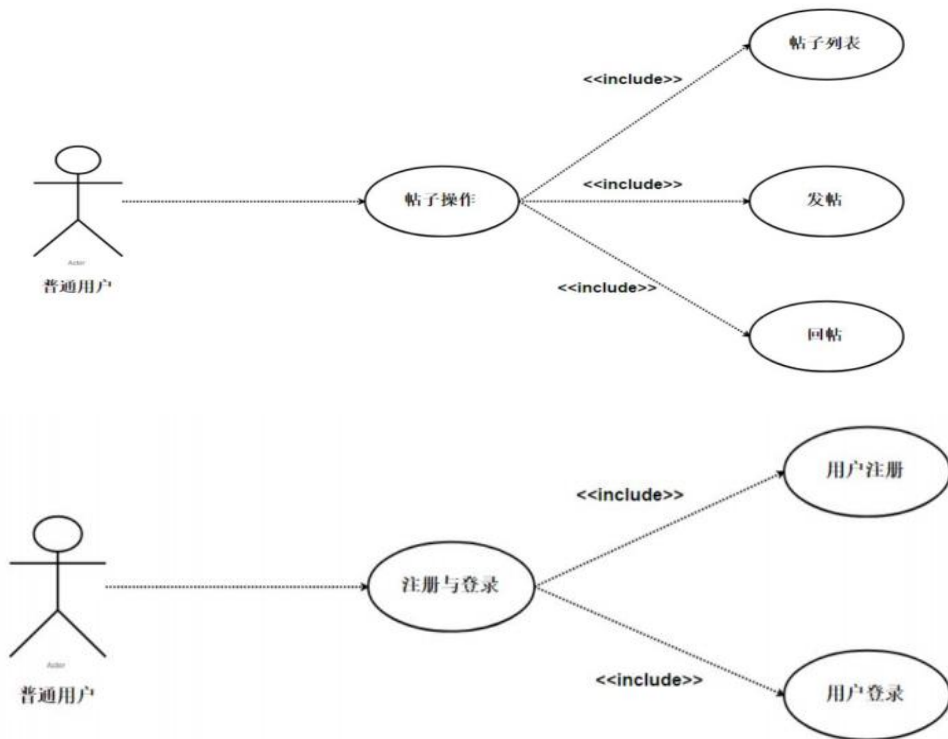 帖子列表
<<include>>
<<include>>
帖子操作
发帖
Actor
普通用户
<<include>>
回帖
用户注册
<<include>>
注册与登录
Actor
普通用户
<<include>>
用户登录